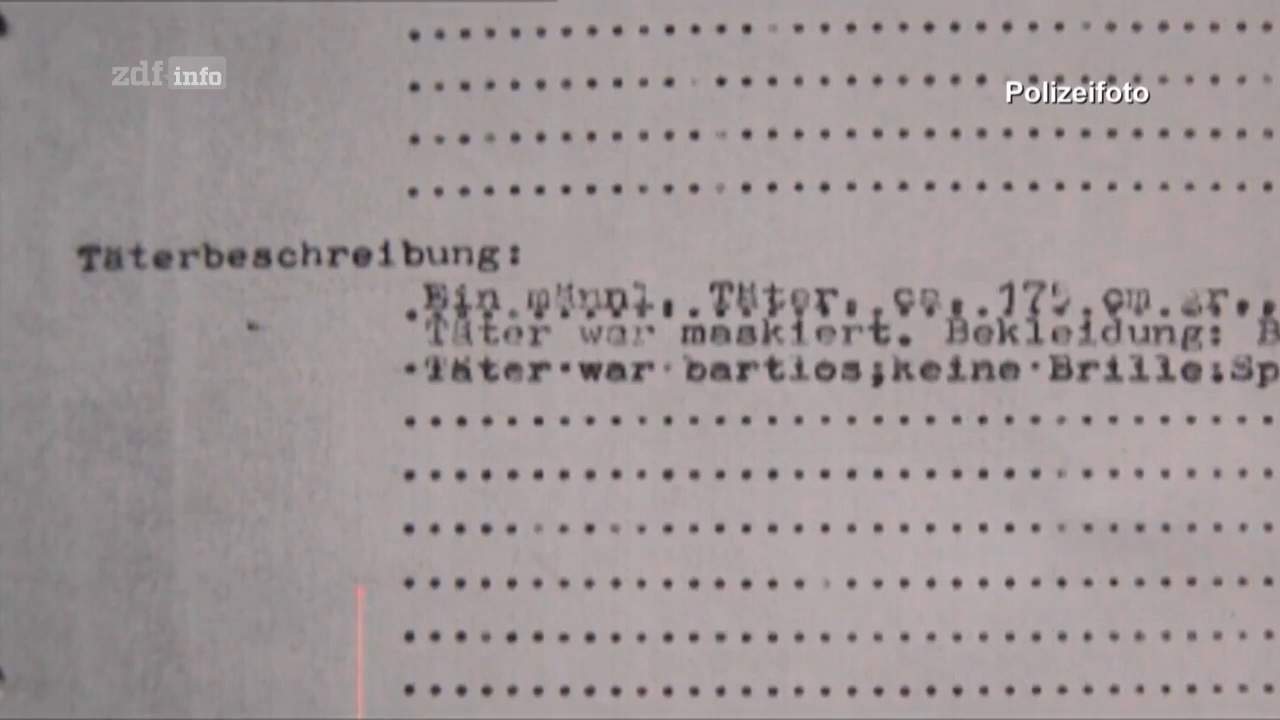 zdf info
Polizeifoto
Täterbeschreibung:
Ein männl. Täter, ca. 175 cm gr.,
Täter war maskiert. Bekleidung: B
Täter war bartlos;keine Brille;Sp